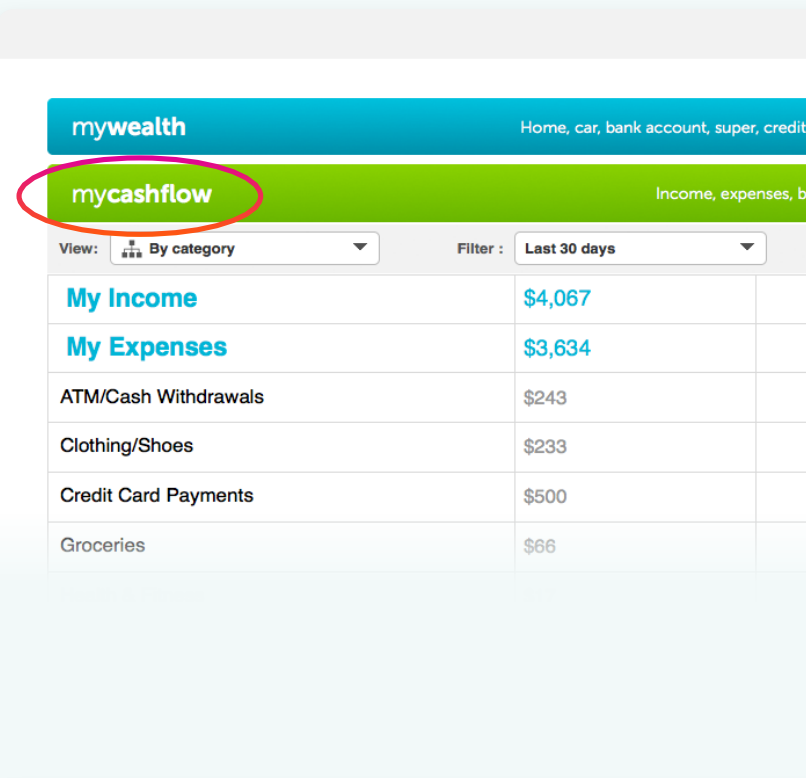 mywealth
Home, car, bank account, super, credit
mycashflow
Income, expenses, b
View: By category Filter : Last 30 days
My Income $4,067
My Expenses $3,634
ATM/Cash Withdrawals $243
Clothing/Shoes $233
Credit Card Payments $500
Groceries $66